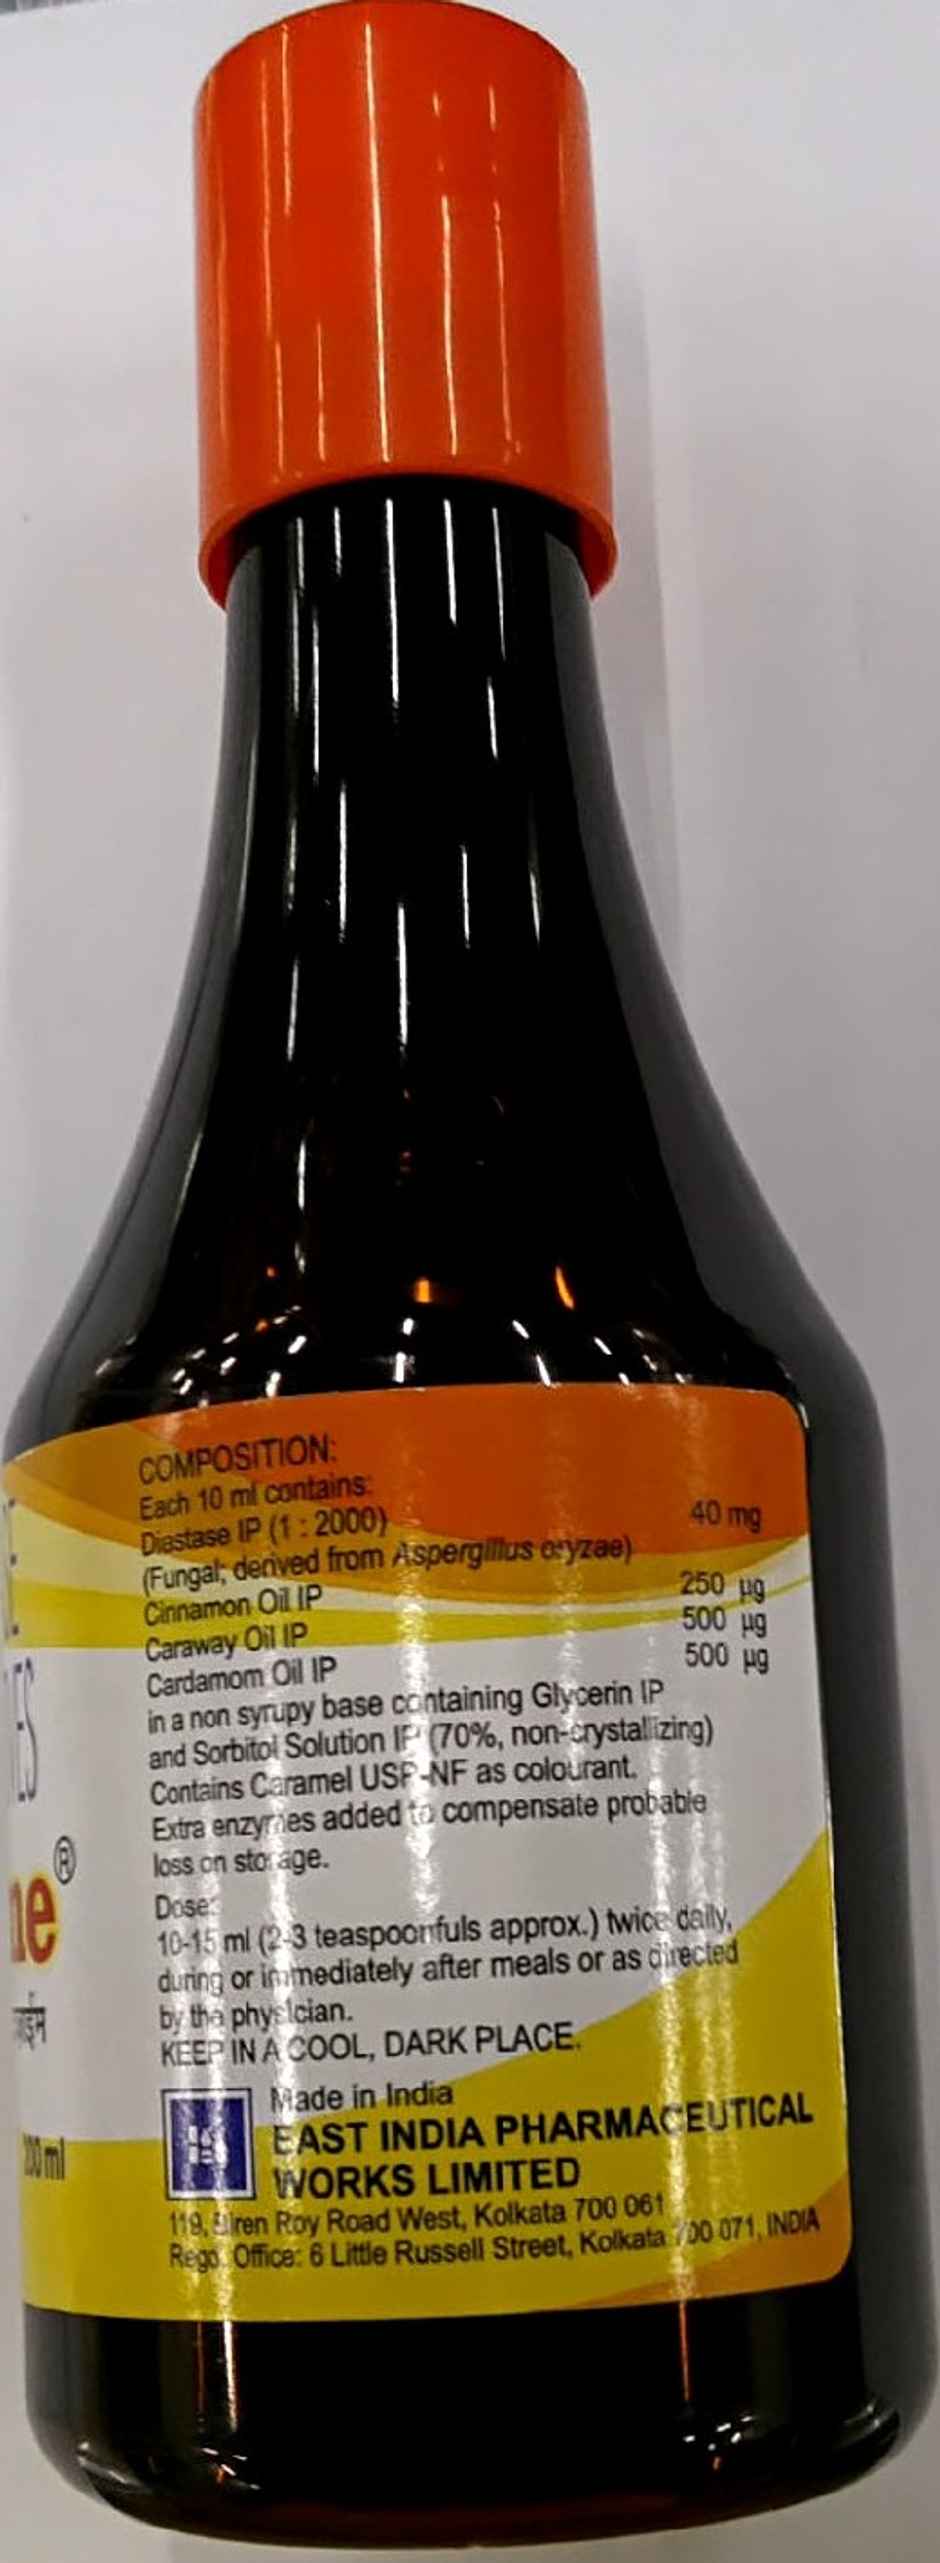 COMPOSITION:
Each 10 ml contains:
Diastase IP (1 : 2000) 40 mg
(Fungal; derived from Aspergillus oryzae)
Cinnamon Oil IP 250 µg
Caraway Oil IP 500 µg
Cardamom Oil IP 500 µg
in a non syrupy base containing Glycerin IP
and Sorbitol Solution IP (70%, non-crystallizing)
Contains Caramel USP-NF as colourant.
Extra enzymes added to compensate probable
loss on storage.
Dose:
10-15 ml (2-3 teaspoonfuls approx.) twice daily,
during or immediately after meals or as directed
by the physician.
KEEP IN A COOL, DARK PLACE.
Made in India
EAST INDIA PHARMACEUTICAL
WORKS LIMITED
119, Biren Roy Road West, Kolkata 700 061
Regd. Office: 6 Little Russell Street, Kolkata 700 071, INDIA
ne®
ml